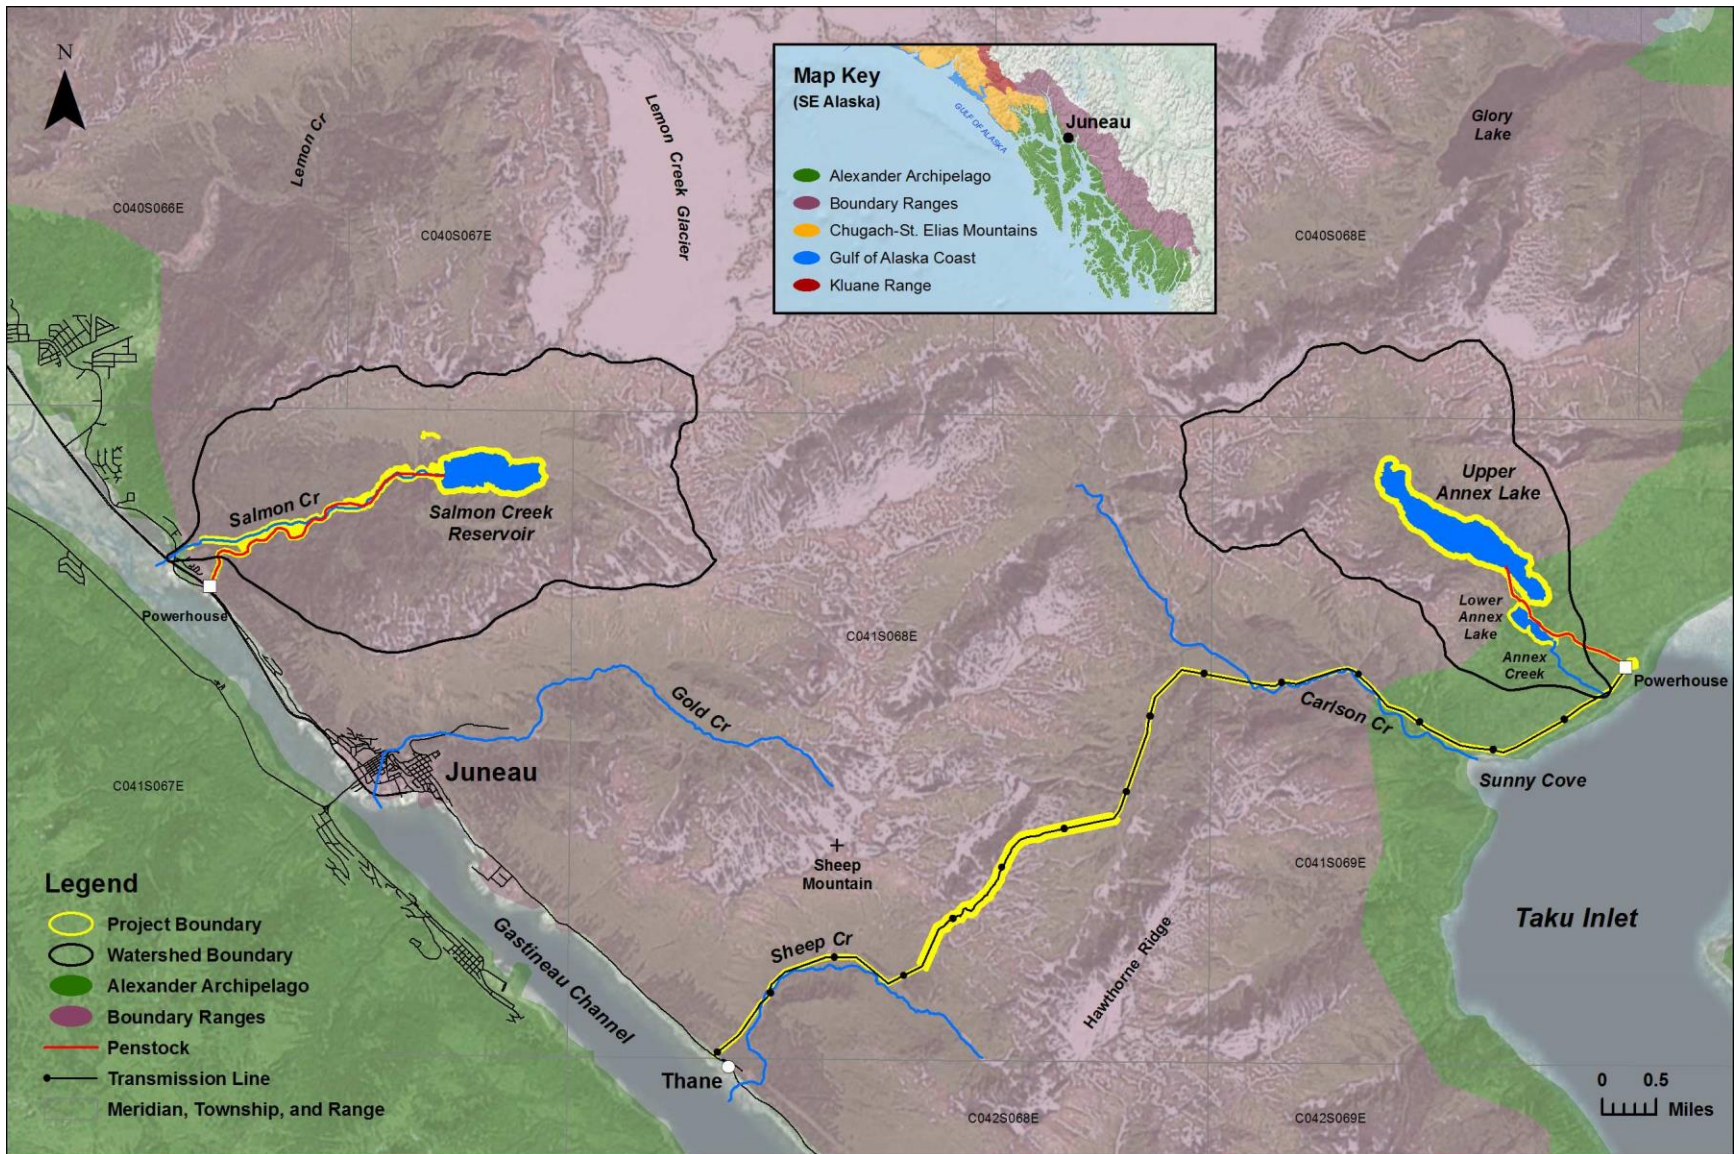 N
Lemon Cr
Lemon Creek Glacier
Map Key
(SE Alaska)
GULF OF ALASKA
Juneau
Alexander Archipelago
Boundary Ranges
Chugach-St. Elias Mountains
Gulf of Alaska Coast
Kluane Range
Glory
Lake
C040S066E
C040S067E
C040S068E
Salmon Cr
Salmon Creek
Reservoir
Powerhouse
Upper
Annex Lake
Lower
Annex
Lake
Annex
Creek
Powerhouse
C041S068E
Gold Cr
Carlson Cr
Juneau
C041S067E
Sunny Cove
Sheep
Mountain
C041S069E
Legend
Project Boundary
Watershed Boundary
Alexander Archipelago
Boundary Ranges
Penstock
Transmission Line
Meridian, Township, and Range
Gastineau Channel
Sheep Cr
Hawthorne Ridge
Taku Inlet
Thane
C042S068E
C042S069E
0 0.5
Miles